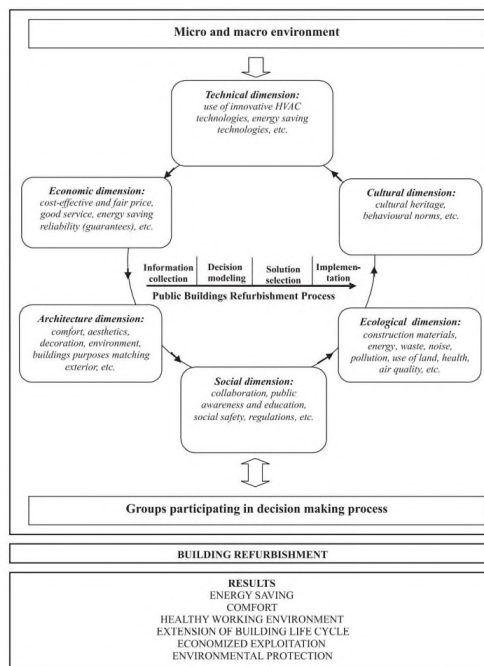 Micro and macro environment
Technical dimension:
use of innovative HVAC
technologies, energy saving
technologies, etc.
Economic dimension:
cost-effective and fair price,
good service, energy saving
reliability (guarantees), etc.
Cultural dimension:
cultural heritage,
behavioural norms, etc.
Information
collection
Decision
modeling
Solution
selection
Implemen-
tation
Public Buildings Refurbishment Process
Architecture dimension:
comfort, aesthetics,
decoration, environment,
buildings purposes matching
exterior, etc.
Ecological dimension:
construction materials,
energy, waste, noise,
pollution, use of land, health,
air quality, etc.
Social dimension:
collaboration, public
awareness and education,
social safety, regulations, etc.
Groups participating in decision making process
BUILDING REFURBISHMENT
RESULTS
ENERGY SAVING
COMFORT
HEALTHY WORKING ENVIRONMENT
EXTENSION OF BUILDING LIFE CYCLE
ECONOMIZED EXPLOITATION
ENVIRONMENTAL PROTECTION